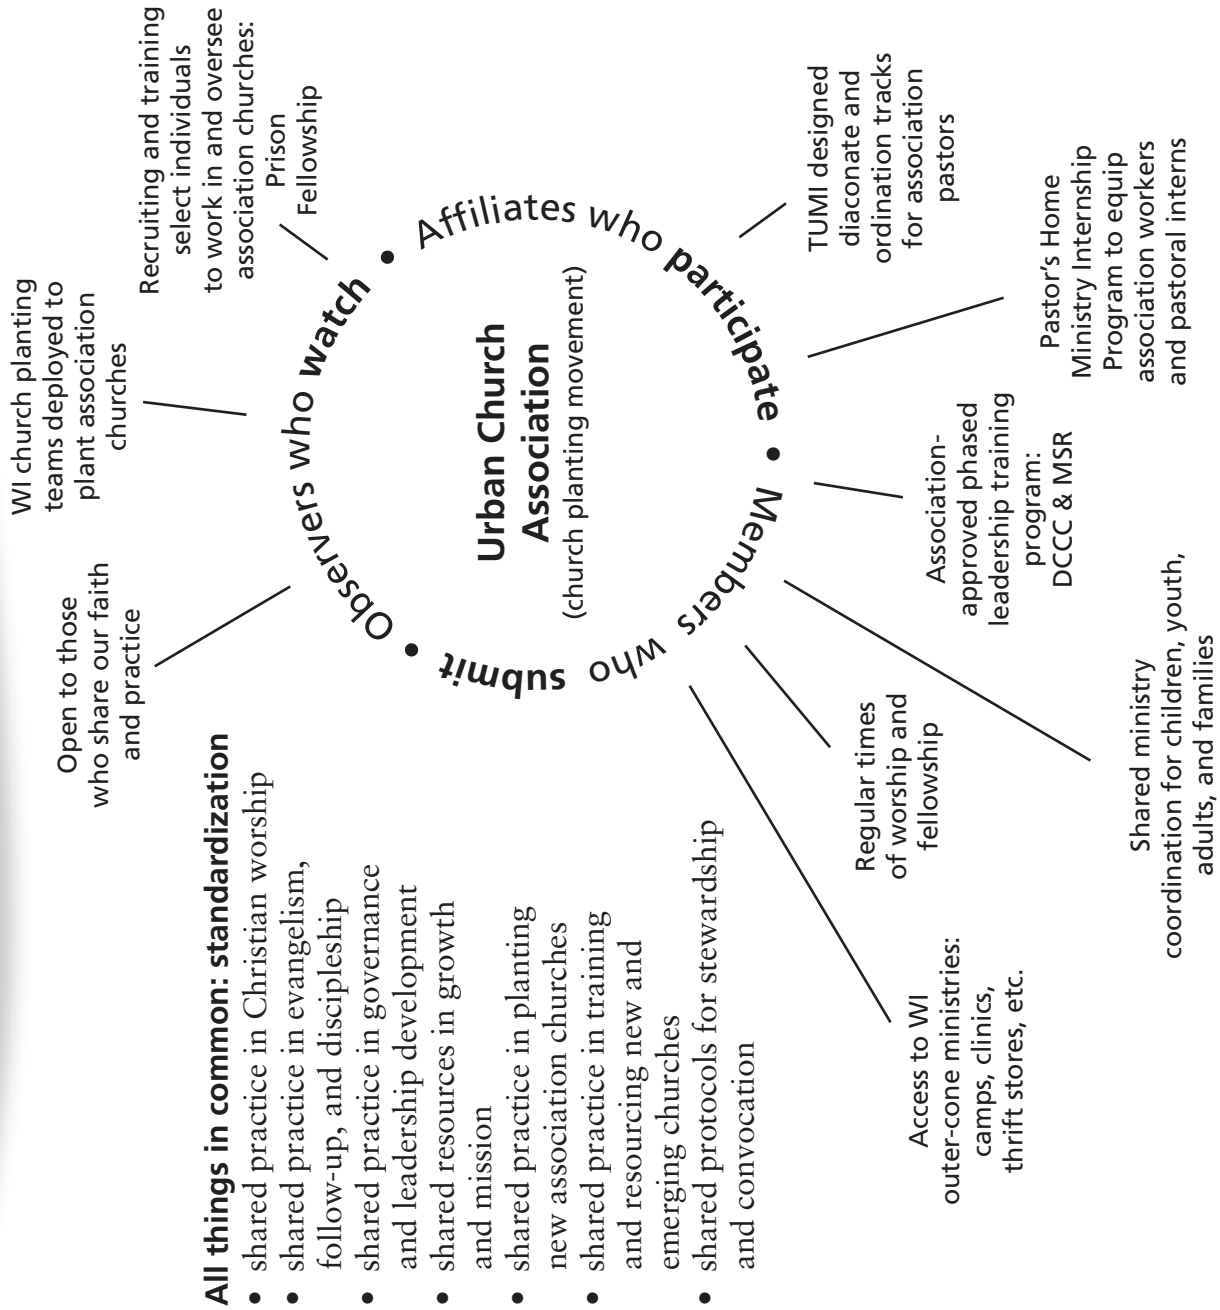 All things in common: standardization
• shared practice in Christian worship
• shared practice in evangelism,
follow-up, and discipleship
• shared practice in governance
and leadership development
• shared resources in growth
and mission
• shared practice in planting
new association churches
• shared practice in training
and resourcing new and
emerging churches
• shared protocols for stewardship
and convocation
Open to those
who share our faith
and practice
WI church planting
teams deployed to
plant association
churches
Recruiting and training
select individuals
to work in and oversee
association churches:
Prison
Fellowship
Observers who watch • Affiliates who participate • Members who submit •
Urban Church
Association
(church planting movement)
TUMI designed
diaconate and
ordination tracks
for association
pastors
Pastor's Home
Ministry Internship
Program to equip
association workers
and pastoral interns
Association-
approved phased
leadership training
program:
DCCC & MSR
Shared ministry
coordination for children, youth,
adults, and families
Regular times
of worship and
fellowship
Access to WI
outer-cone ministries:
camps, clinics,
thrift stores, etc.